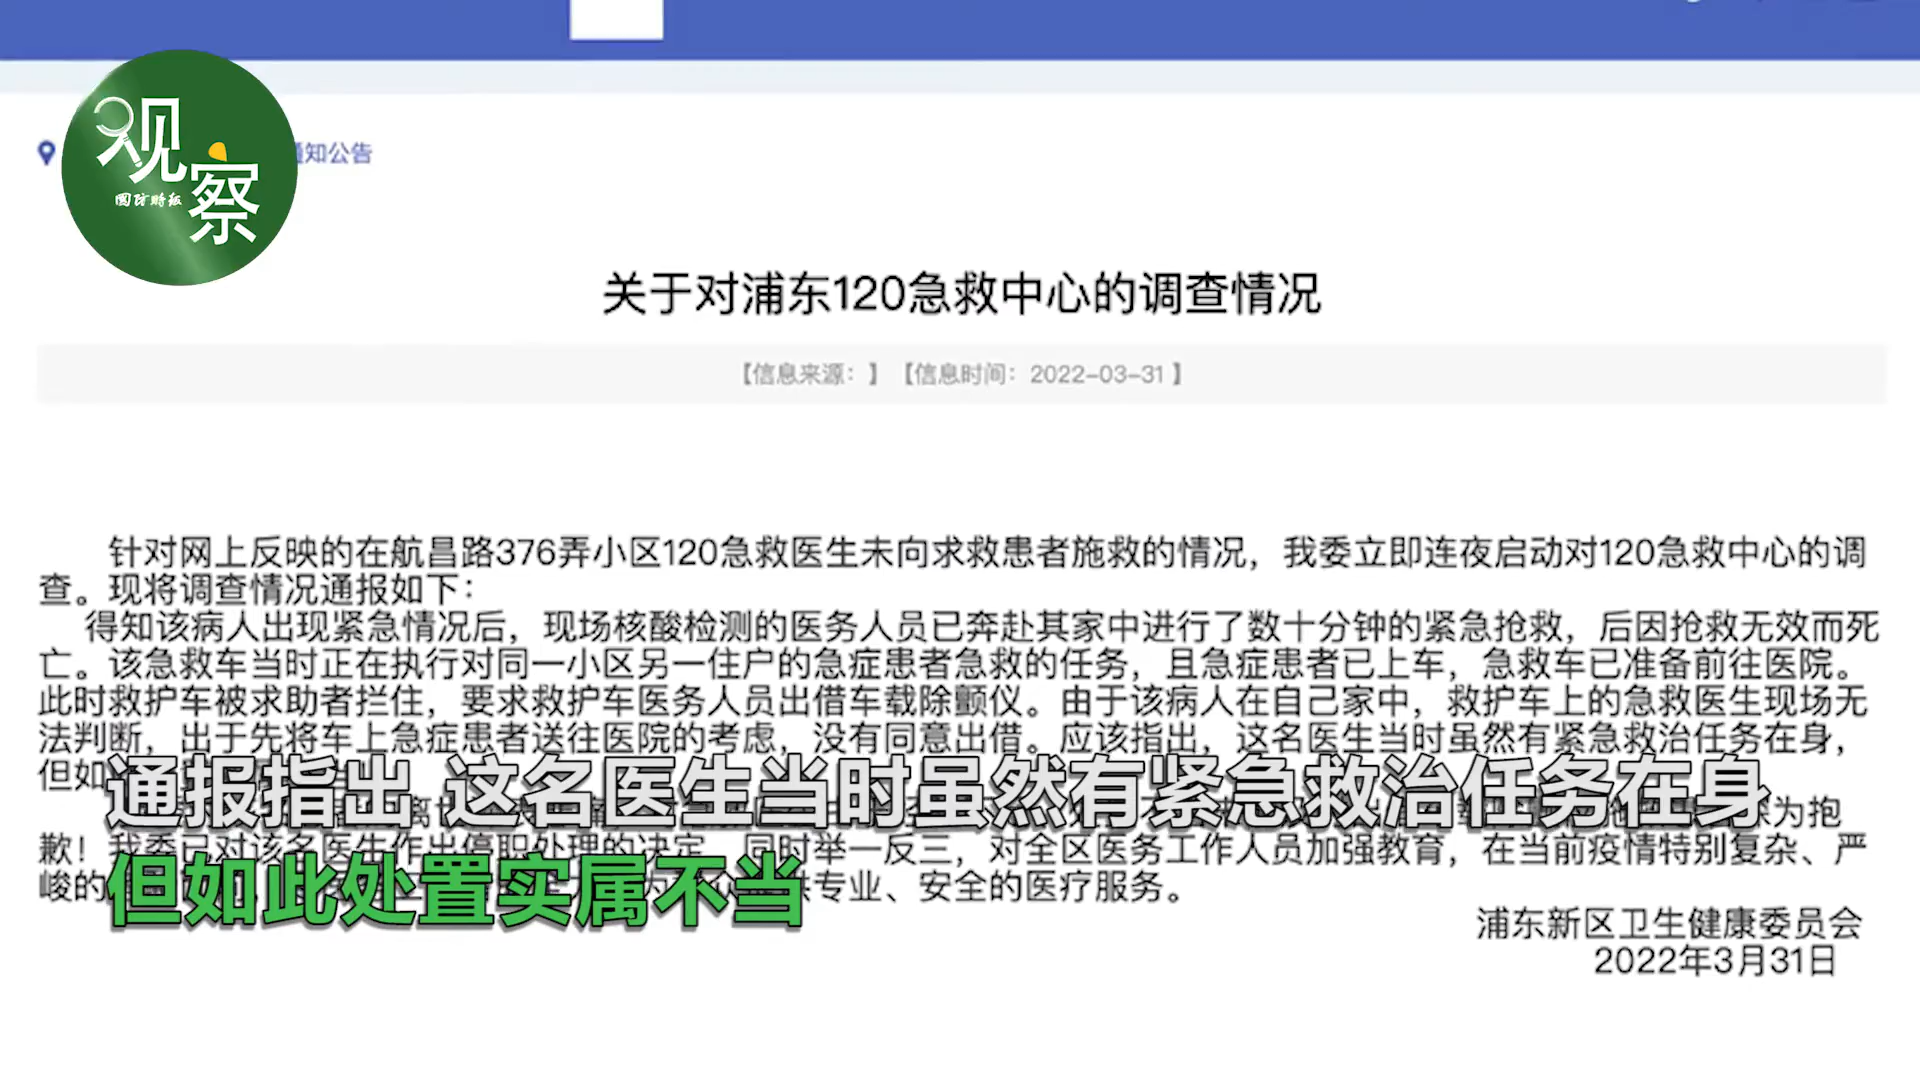 观察
国防时报
通知公告
关于对浦东120急救中心的调查情况
【信息来源：】【信息时间：2022-03-31】
针对网上反映的在航昌路376弄小区120急救医生未向求救患者施救的情况，我委立即连夜启动对120急救中心的调
查。现将调查情况通报如下：
得知该病人出现紧急情况后，现场核酸检测的医务人员已奔赴其家中进行了数十分钟的紧急抢救，后因抢救无效而死
亡。该急救车当时正在执行对同一小区另一住户的急症患者急救的任务，且急症患者已上车，急救车已准备前往医院。
此时救护车被求助者拦住，要求救护车医务人员出借车载除颤仪。由于该病人在自己家中，救护车上的急救医生现场无
法判断，出于先将车上急症患者送往医院的考虑，没有同意出借。应该指出，这名医生当时虽然有紧急救治任务在身，
但如
通报指出 这名医生当时虽然有紧急救治任务在身
为抱
歉！我委已对该名医生作出停职处理的决定，同时举一反三，对全区医务工作人员加强教育，在当前疫情特别复杂、严
但如此处置实属不当
峻的
专业、安全的医疗服务。
浦东新区卫生健康委员会
2022年3月31日